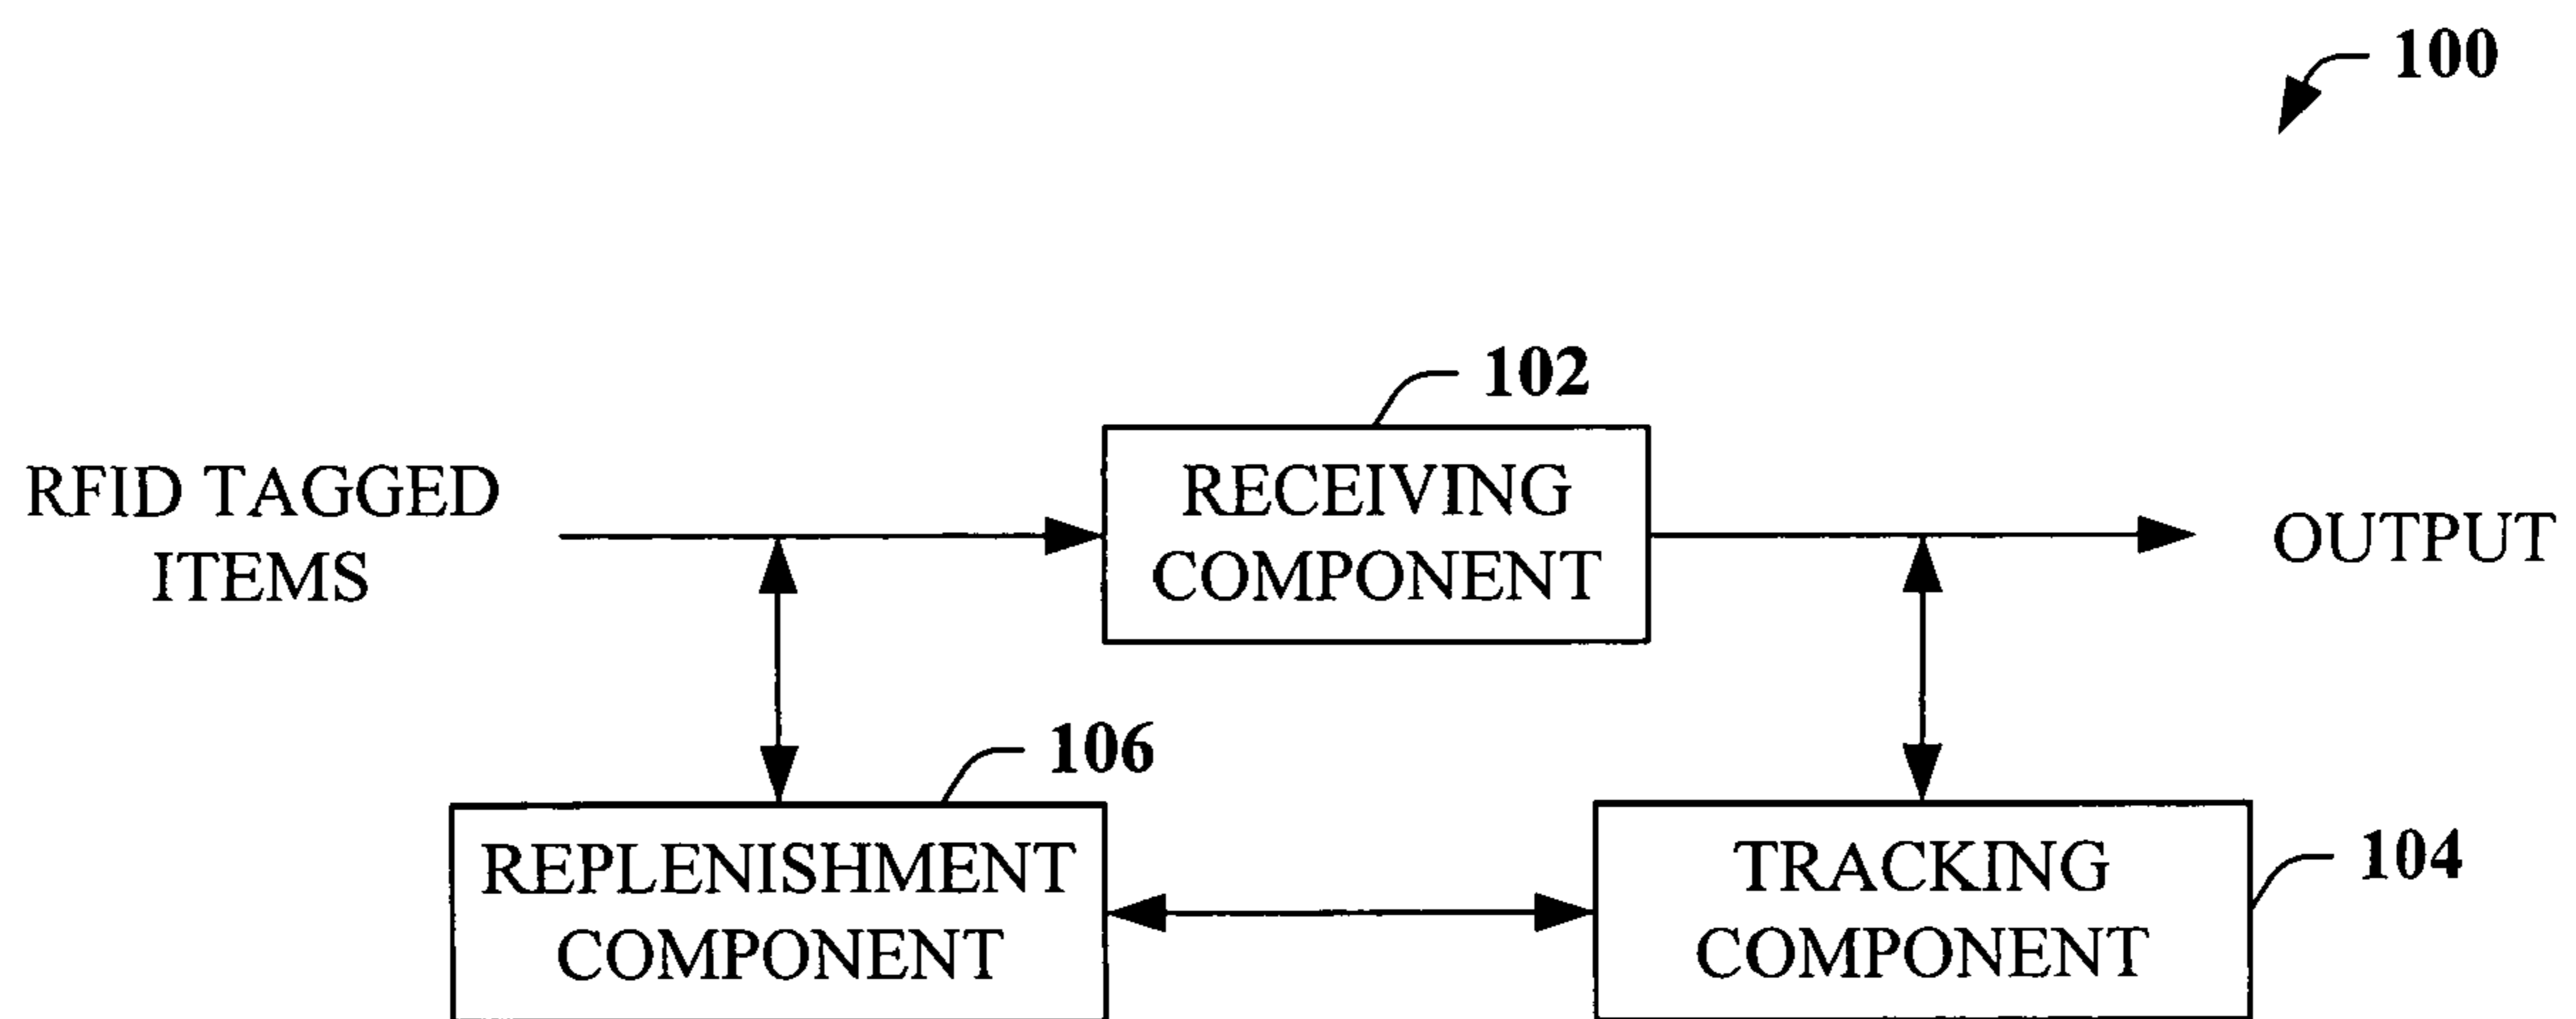 100
102
RFID TAGGED
ITEMS
RECEIVING
COMPONENT
OUTPUT
106
REPLENISHMENT
COMPONENT
104
TRACKING
COMPONENT